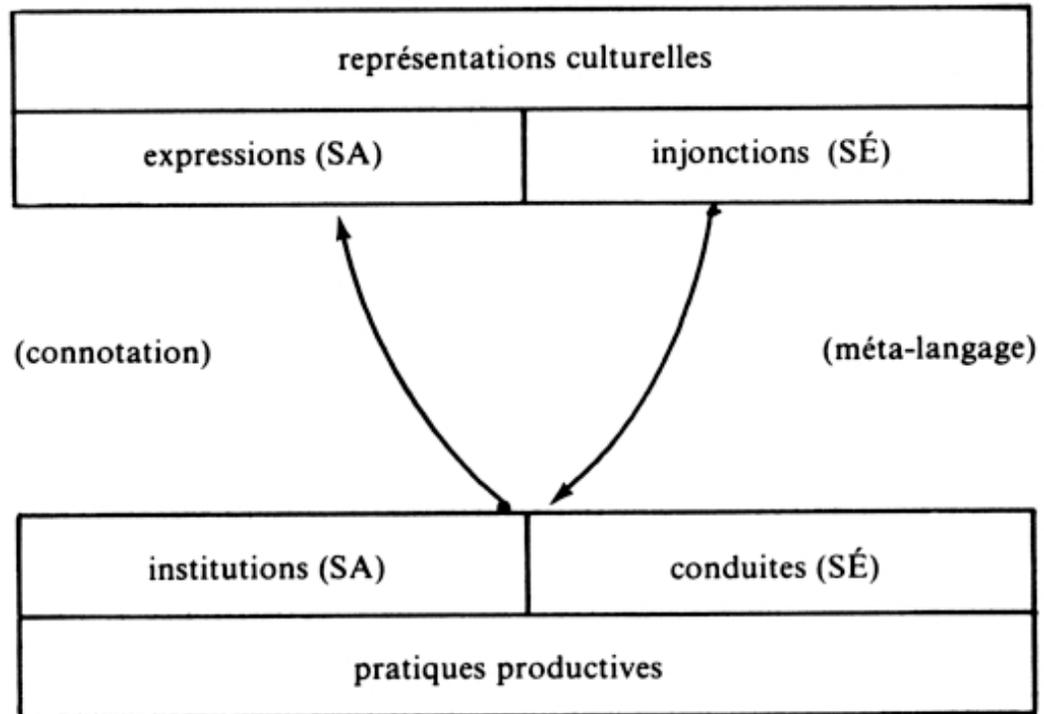 représentations culturelles
expressions (SA)
injonctions (SÉ)
(connotation)
(méta-langage)
institutions (SA)
conduites (SÉ)
pratiques productives